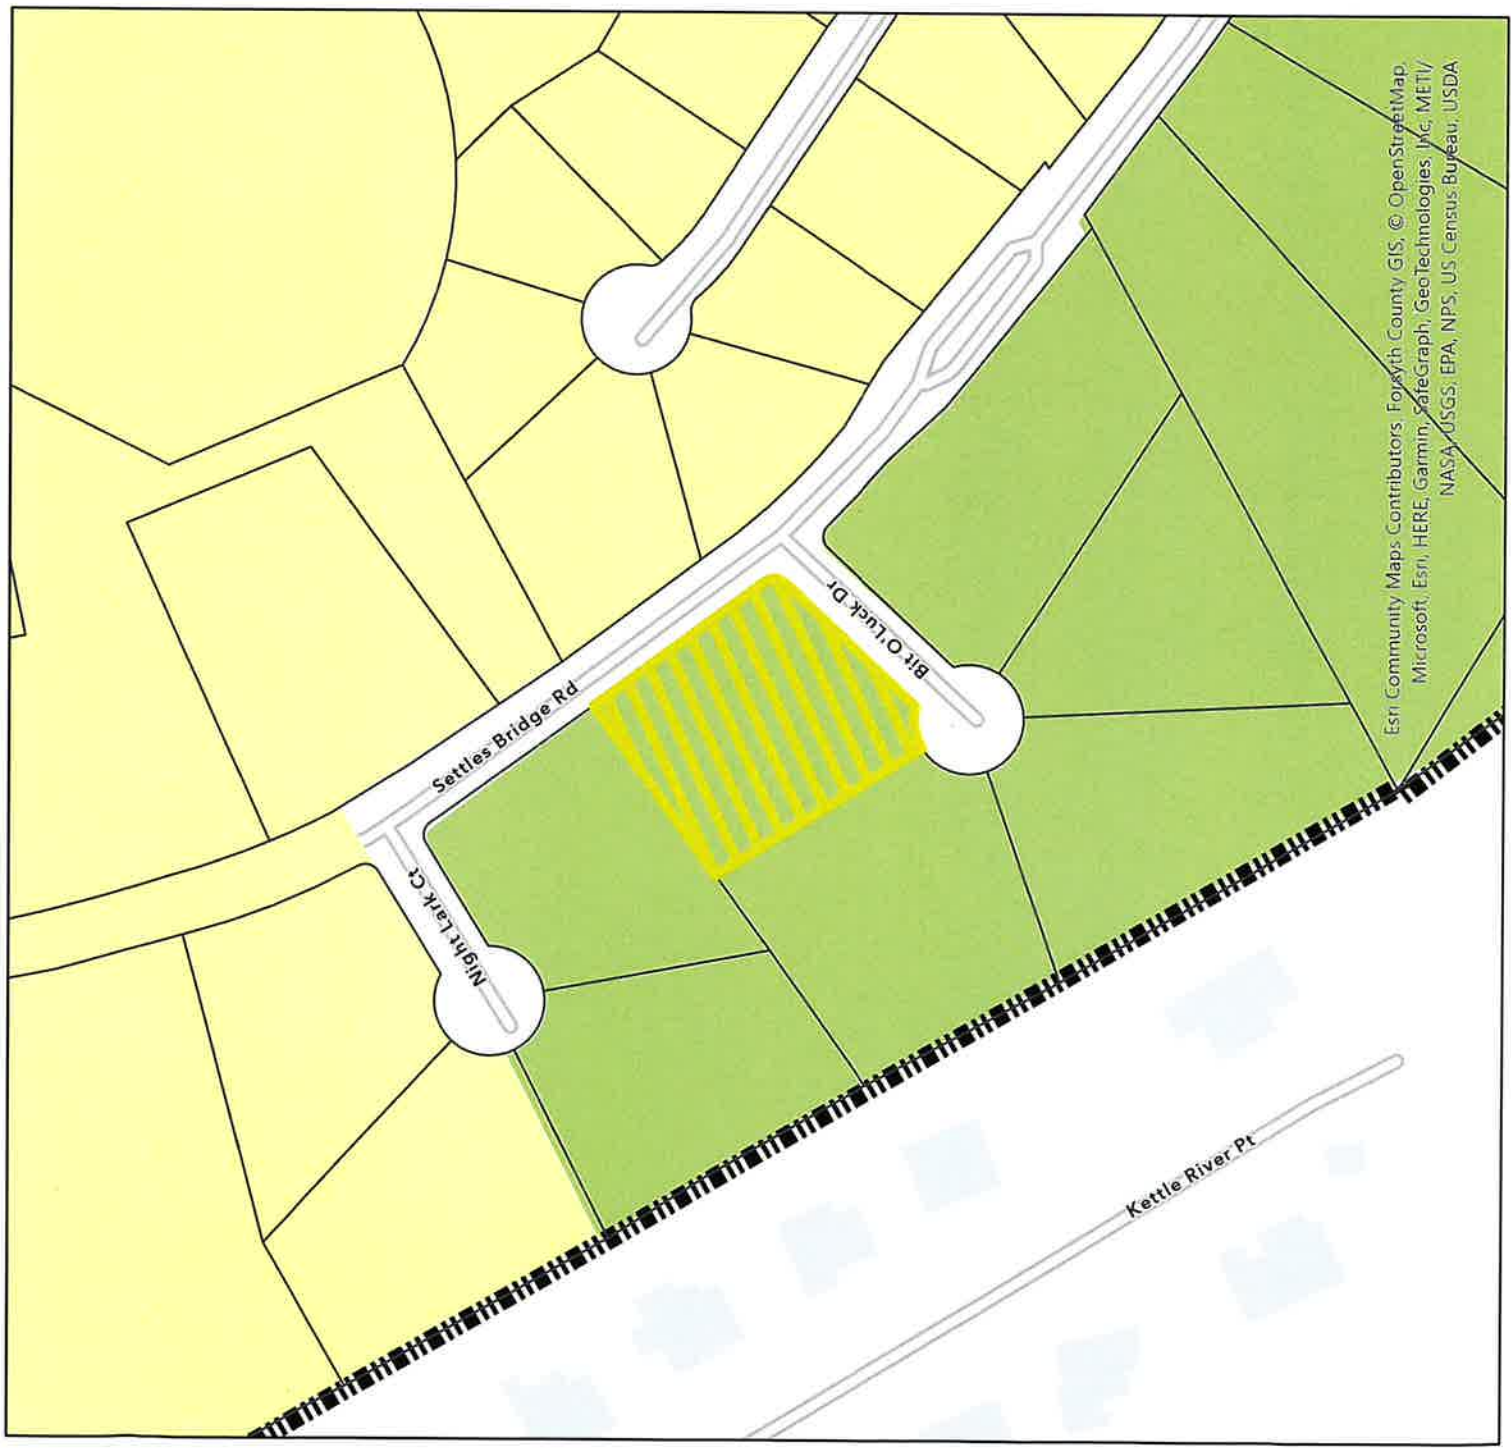 Esri Community Maps Contributors, Forsyth County GIS, © OpenStreetMap,
Microsoft, Esri, HERE, Garmin, SafeGraph, GeoTechnologies, Inc, METI/
NASA, USGS, EPA, NPS, US Census Bureau, USDA
Settles Bridge Rd
Bit O'Luck Dr
Night Lark Ct
Kettle River Pt